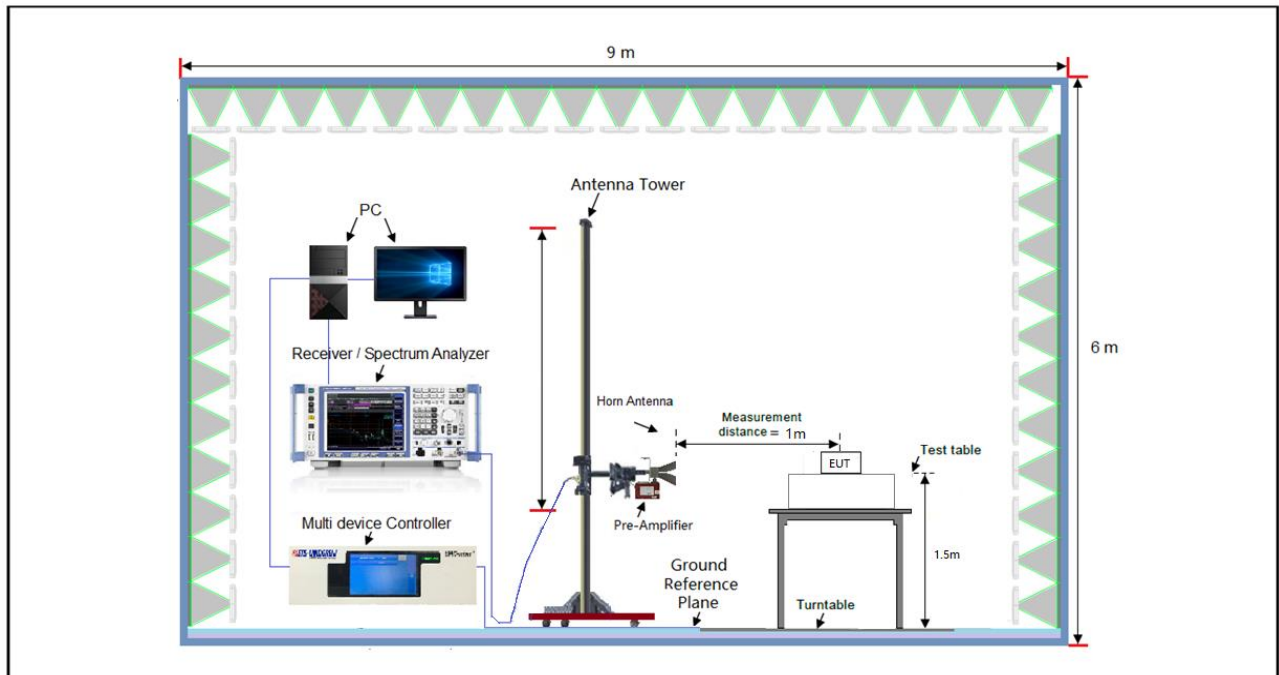 9 m
Antenna Tower
PC
6 m
Receiver / Spectrum Analyzer
Horn Antenna
Measurement
distance = 1m
Test table
EUT
Pre-Amplifier
Multi device Controller
1.5m
Ground
Reference
Plane
Turntable